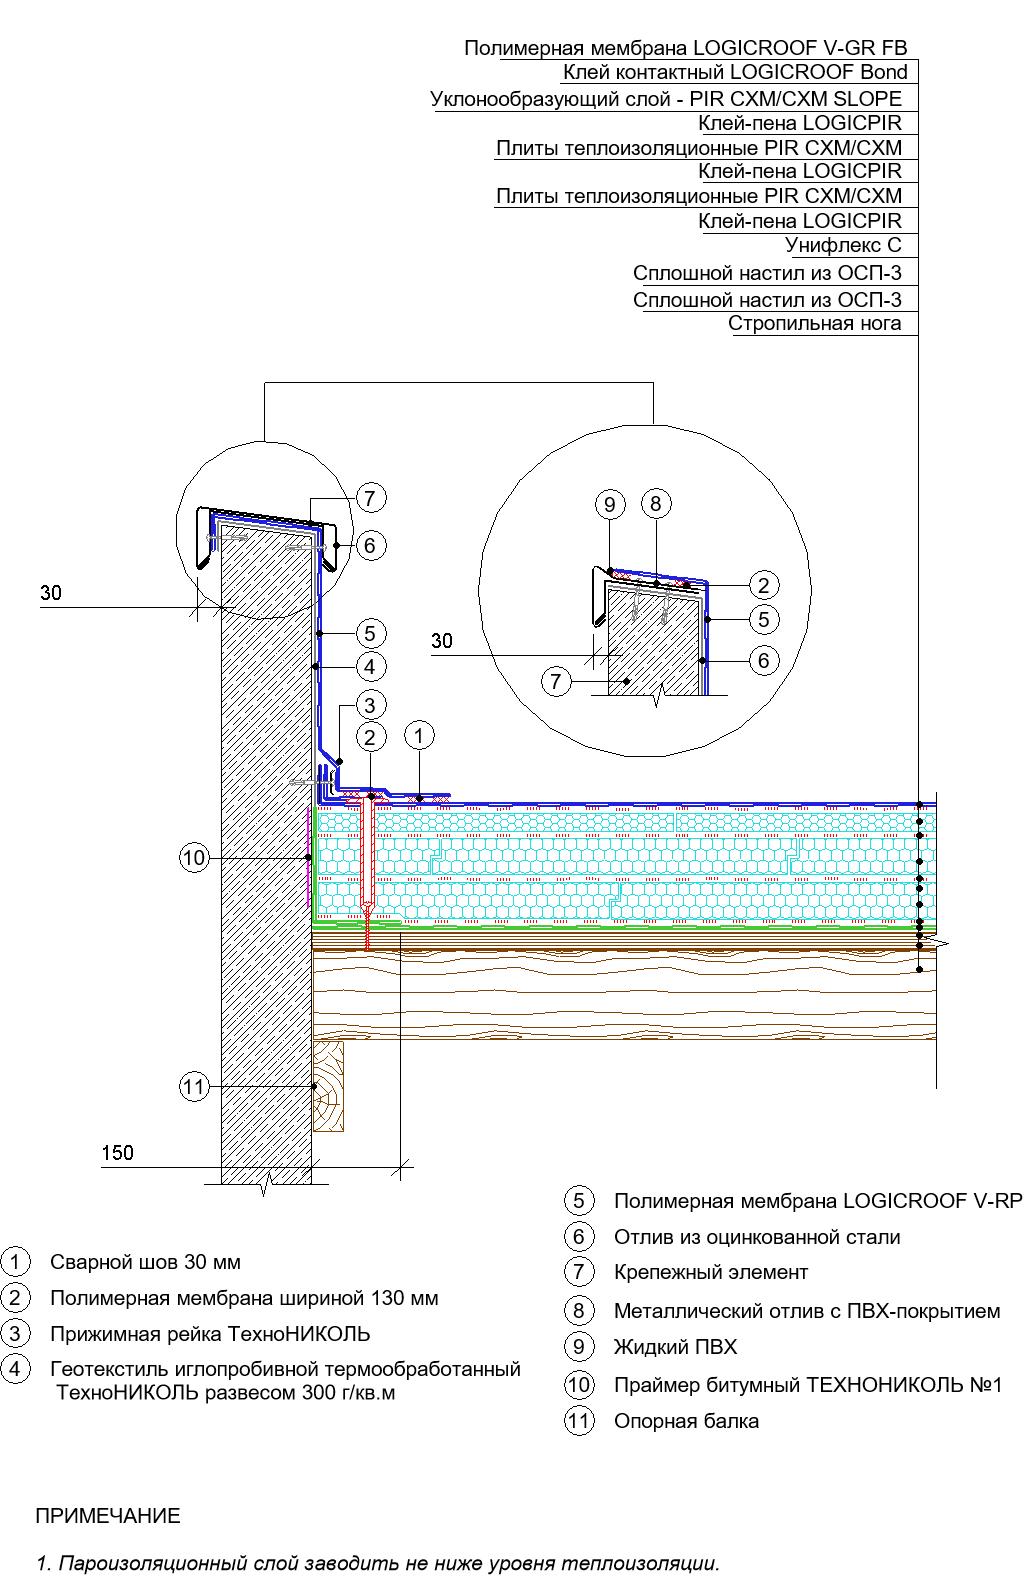 Полимерная мембрана LOGICROOF V-GR FB
Клей контактный LOGICROOF Bond
Уклонообразующий слой - PIR СХМ/СХМ SLOPE
Клей-пена LOGICPIR
Плиты теплоизоляционные PIR СХМ/СХМ
Клей-пена LOGICPIR
Плиты теплоизоляционные PIR СХМ/СХМ
Клей-пена LOGICPIR
Унифлекс С
Сплошной настил из ОСП-3
Сплошной настил из ОСП-3
Стропильная нога
7
9
8
6
2
30
5
5
30
4
6
7
3
2
1
10
11
150
5 Полимерная мембрана LOGICROOF V-RP
6 Отлив из оцинкованной стали
1 Сварной шов 30 мм
7 Крепежный элемент
2 Полимерная мембрана шириной 130 мм
8 Металлический отлив с ПВХ-покрытием
3 Прижимная рейка ТехноНИКОЛЬ
9 Жидкий ПВХ
4 Геотекстиль иглопробивной термообработанный
ТехноНИКОЛЬ развесом 300 г/кв.м
10 Праймер битумный ТЕХНОНИКОЛЬ №1
11 Опорная балка
ПРИМЕЧАНИЕ
1. Пароизоляционный слой заводить не ниже уровня теплоизоляции.